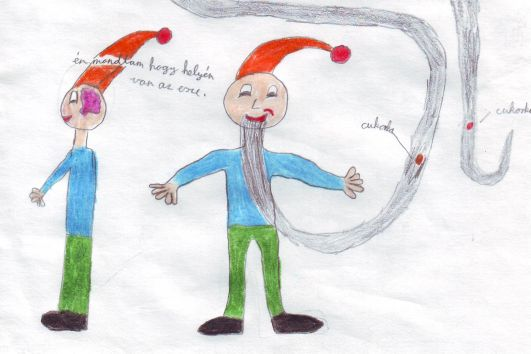 én mondtam hogy helyén
van az esze.
cukorka
cukorka